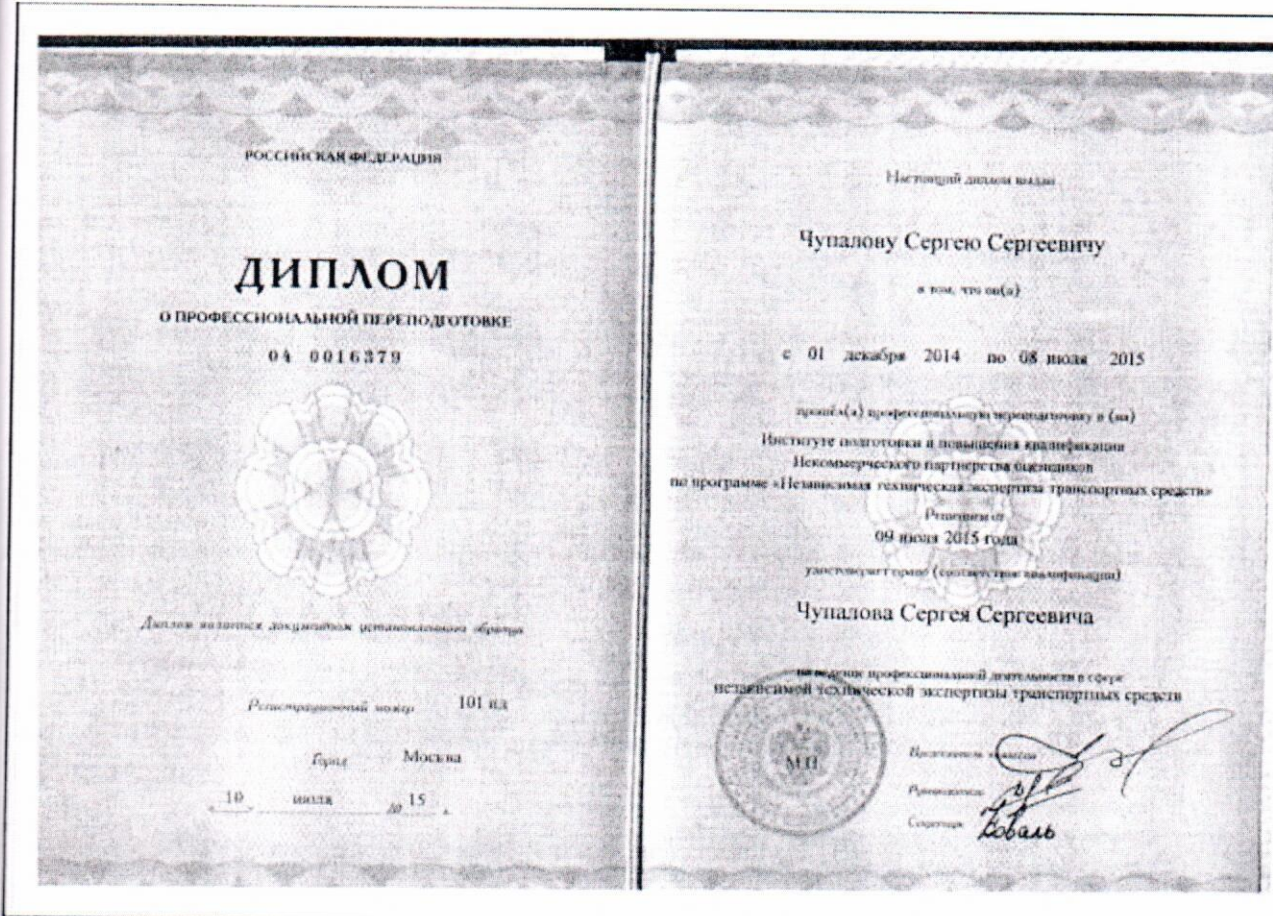 РОССИЙСКАЯ ФЕДЕРАЦИЯ
ДИПЛОМ
О ПРОФЕССИОНАЛЬНОЙ ПЕРЕПОДГОТОВКЕ
04 0016379
Диплом является документом установленного образца
Регистрационный номер 101 ид
Город Москва
10 июля 20 15
Настоящий диплом выдан
Чупалову Сергею Сергеевичу
в том, что он(а)
с 01 декабря 2014 по 08 июля 2015
прошёл(а) профессиональную переподготовку в (на)
Институте подготовки и повышения квалификации
Некоммерческого партнерства оценщиков
по программе «Независимая техническая экспертиза транспортных средств»
Решением от
09 июля 2015 года
удостоверяет право (соответствие квалификации)
Чупалова Сергея Сергеевича
на ведение профессиональной деятельности в сфере
независимой технической экспертизы транспортных средств
М.П.
Председатель комиссии
Руководитель
Секретарь Коваль